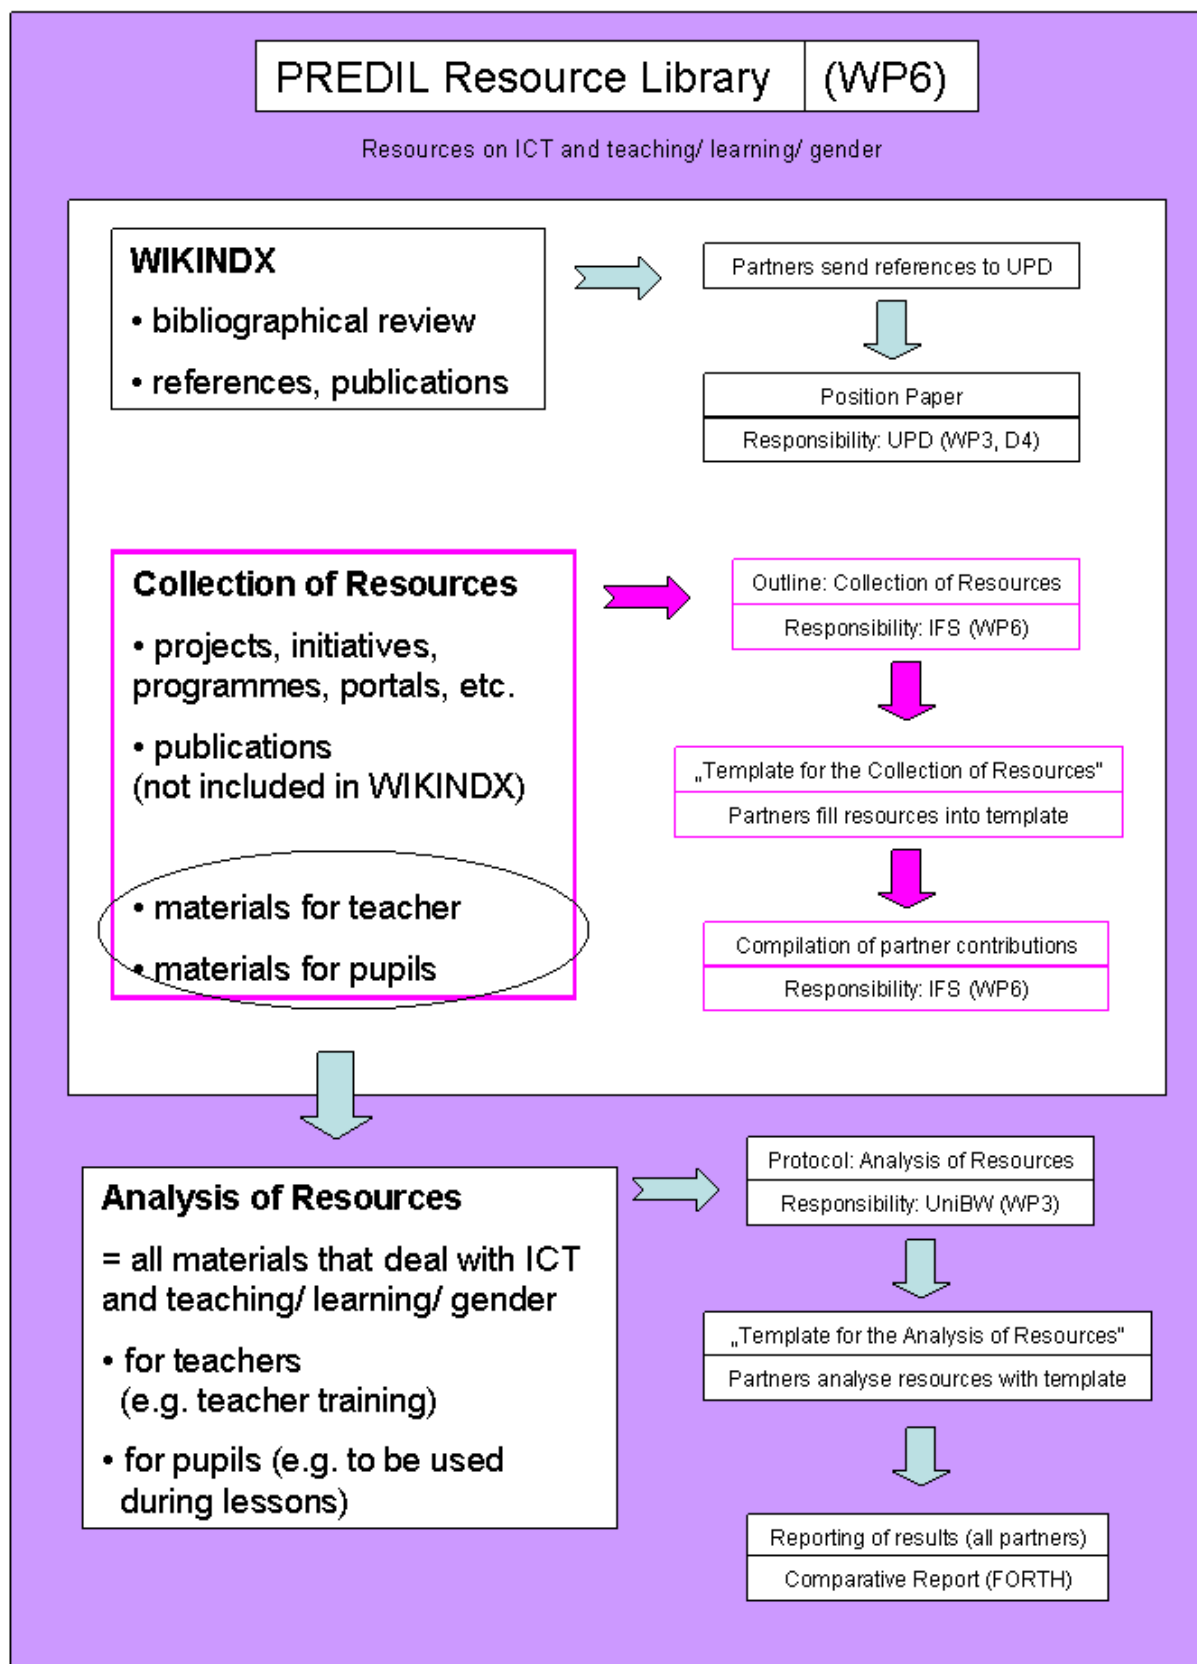 PREDIL Resource Library (WP6)
Resources on ICT and teaching/ learning/ gender
WIKINDX
• bibliographical review
• references, publications
Partners send references to UPD
Position Paper
Responsibility: UPD (WP3, D4)
Collection of Resources
• projects, initiatives,
programmes, portals, etc.
• publications
(not included in WIKINDX)
• materials for teacher
• materials for pupils
Outline: Collection of Resources
Responsibility: IFS (WP6)
„Template for the Collection of Resources"
Partners fill resources into template
Compilation of partner contributions
Responsibility: IFS (WP6)
Analysis of Resources
= all materials that deal with ICT
and teaching/ learning/ gender
• for teachers
(e.g. teacher training)
• for pupils (e.g. to be used
during lessons)
Protocol: Analysis of Resources
Responsibility: UniBW (WP3)
„Template for the Analysis of Resources"
Partners analyse resources with template
Reporting of results (all partners)
Comparative Report (FORTH)